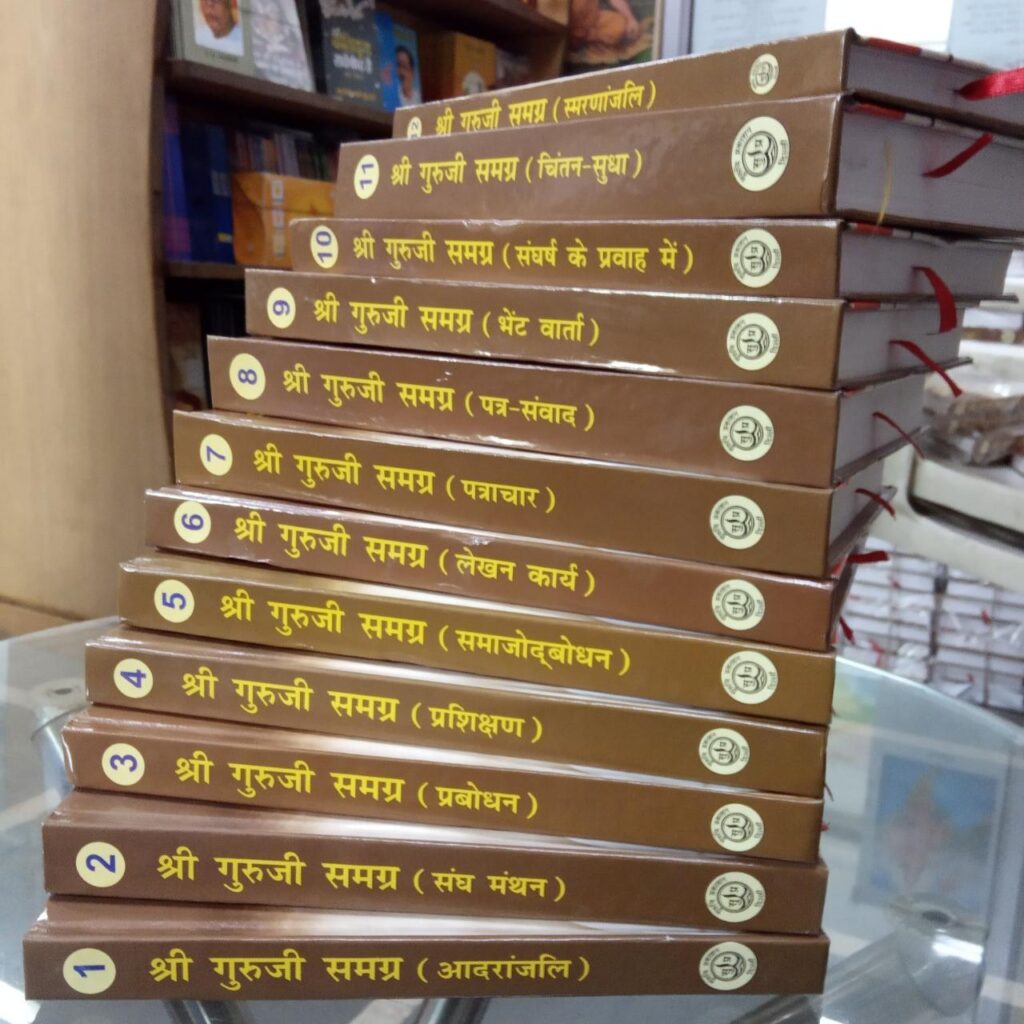 श्री गुरुजी समग्र (स्मरणांजलि)
11 श्री गुरुजी समग्र (चिंतन-सुधा)
10 श्री गुरुजी समग्र (संघर्ष के प्रवाह में)
9 श्री गुरुजी समग्र (भेंट वार्ता)
8 श्री गुरुजी समग्र (पत्र-संवाद)
7 श्री गुरुजी समग्र (पत्राचार)
6 श्री गुरुजी समग्र (लेखन कार्य)
5 श्री गुरुजी समग्र (समाजोद्‌बोधन)
4 श्री गुरुजी समग्र (प्रशिक्षण)
3 श्री गुरुजी समग्र (प्रबोधन)
2 श्री गुरुजी समग्र (संघ मंथन)
1 श्री गुरुजी समग्र (आदरांजलि)